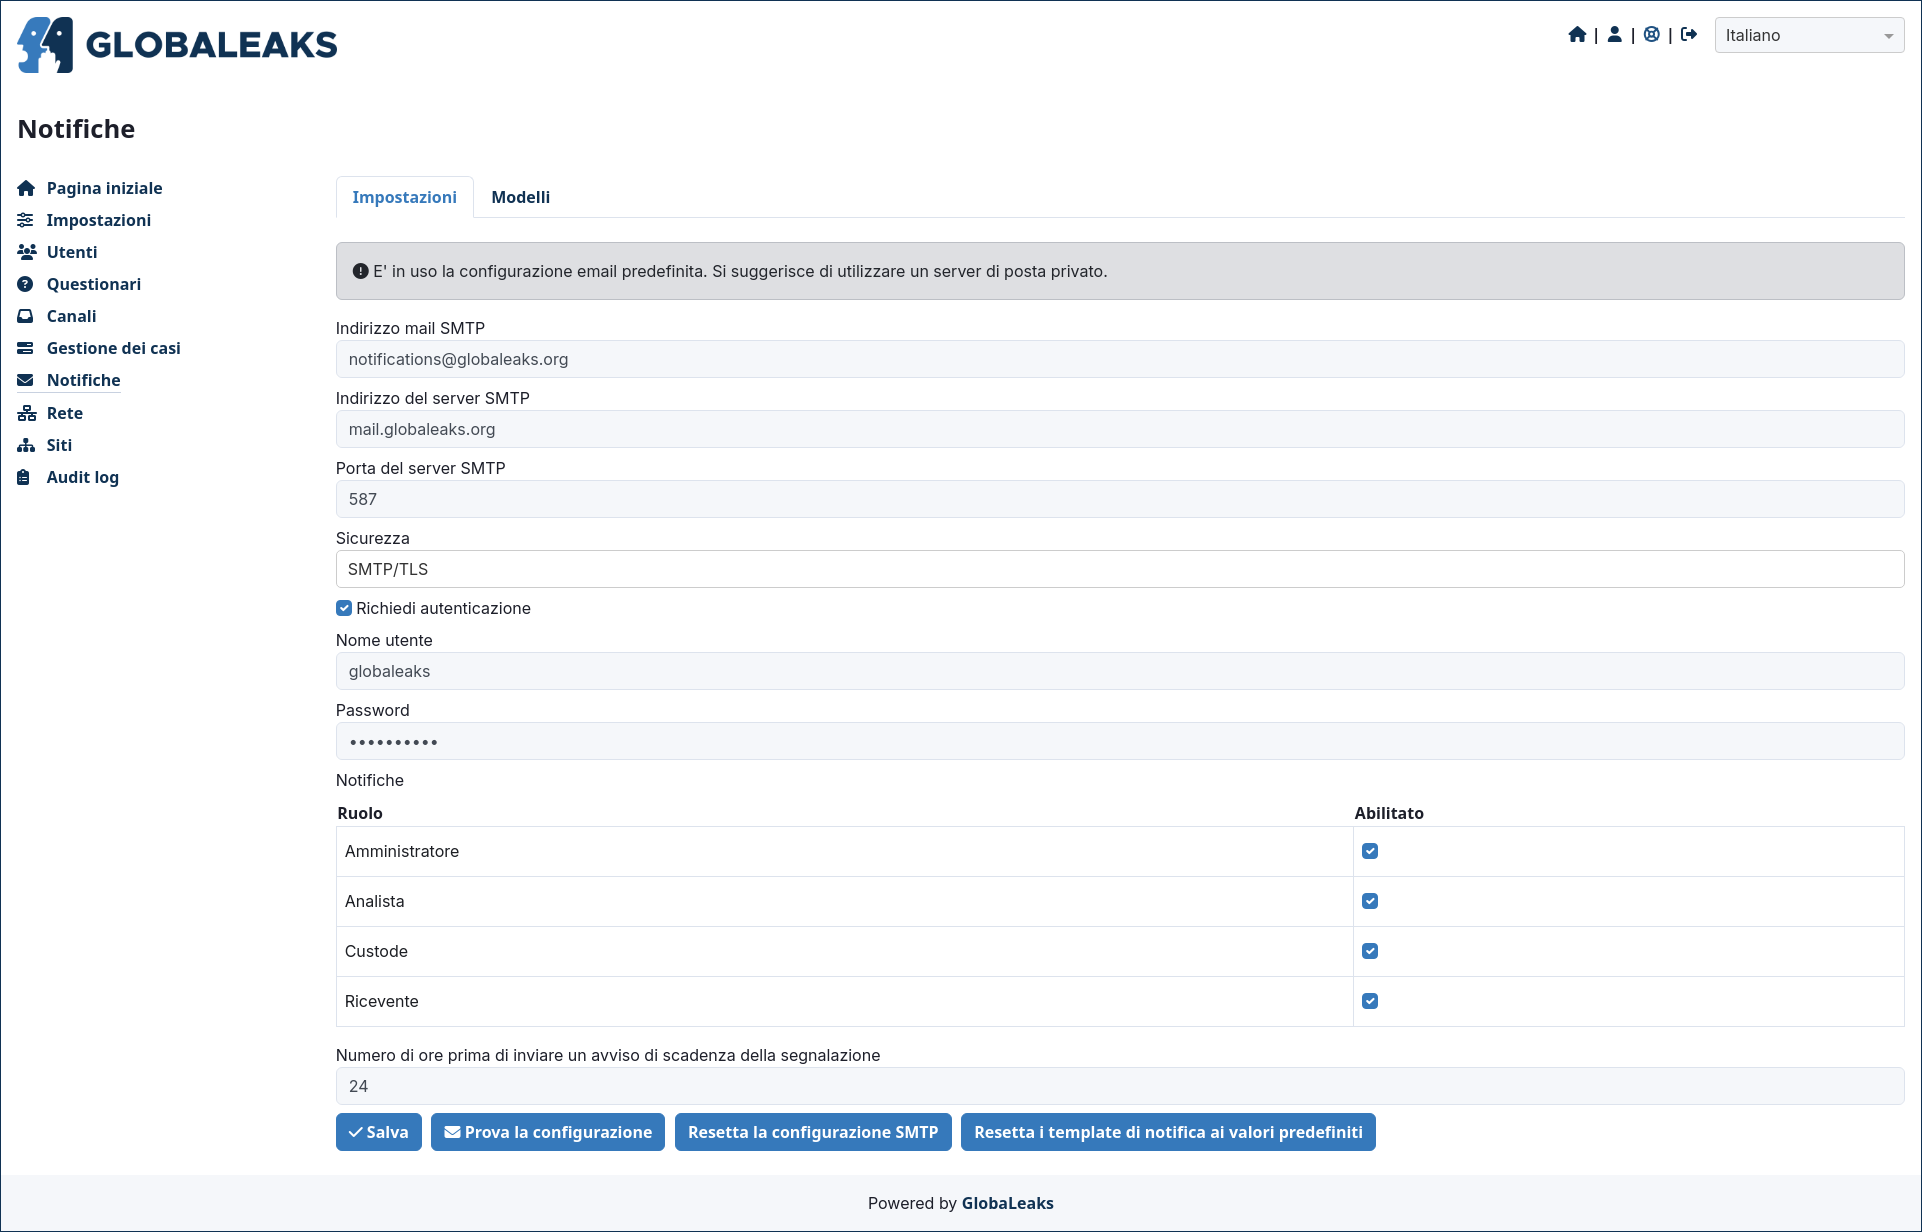 GLOBALEAKS
| | |
Italiano
Notifiche
Pagina iniziale
Impostazioni
Utenti
Questionari
Canali
Gestione dei casi
Notifiche
Rete
Siti
Audit log
Impostazioni Modelli
E' in uso la configurazione email predefinita. Si suggerisce di utilizzare un server di posta privato.
Indirizzo mail SMTP
notifications@globaleaks.org
Indirizzo del server SMTP
mail.globaleaks.org
Porta del server SMTP
587
Sicurezza
SMTP/TLS
Richiedi autenticazione
Nome utente
globaleaks
Password
••••••••••
Notifiche
Ruolo Abilitato
Amministratore
Analista
Custode
Ricevente
Numero di ore prima di inviare un avviso di scadenza della segnalazione
24
Salva Prova la configurazione Resetta la configurazione SMTP Resetta i template di notifica ai valori predefiniti
Powered by GlobaLeaks